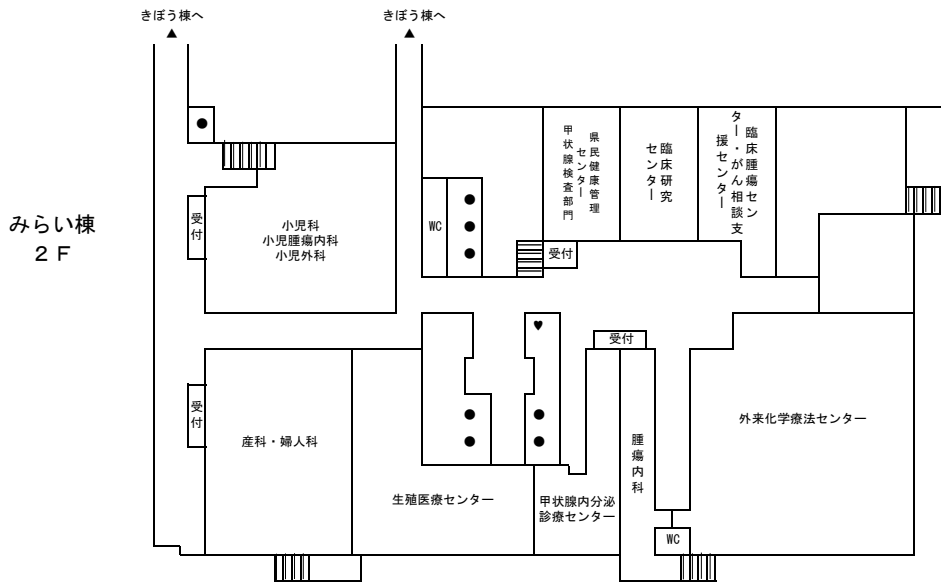 きぼう棟へ
きぼう棟へ
▲
▲
みらい棟
２Ｆ
受付
小児科
小児腫瘍内科
小児外科
WC
県民健康管理
センター
甲状腺検査部門
臨床研究
センター
臨床腫瘍セン
ター・がん相談支
援センター
受付
♥
受付
受付
産科・婦人科
生殖医療センター
甲状腺内分泌
診療センター
腫瘍内科
外来化学療法センター
WC